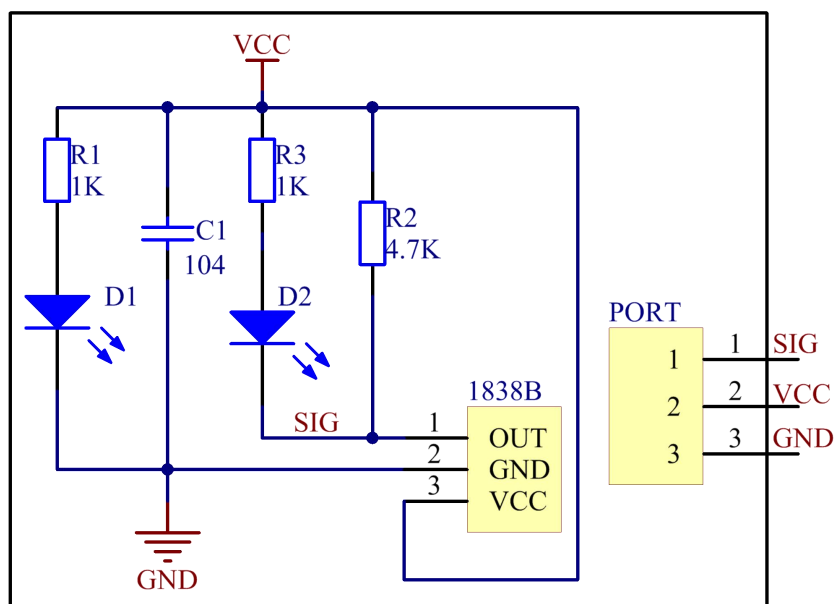 VCC
R1
1K
R3
1K
R2
4.7K
C1
104
D1
D2
PORT
1 1 SIG
2 2 VCC
3 3 GND
1838B
SIG
1 OUT
2 GND
3 VCC
GND